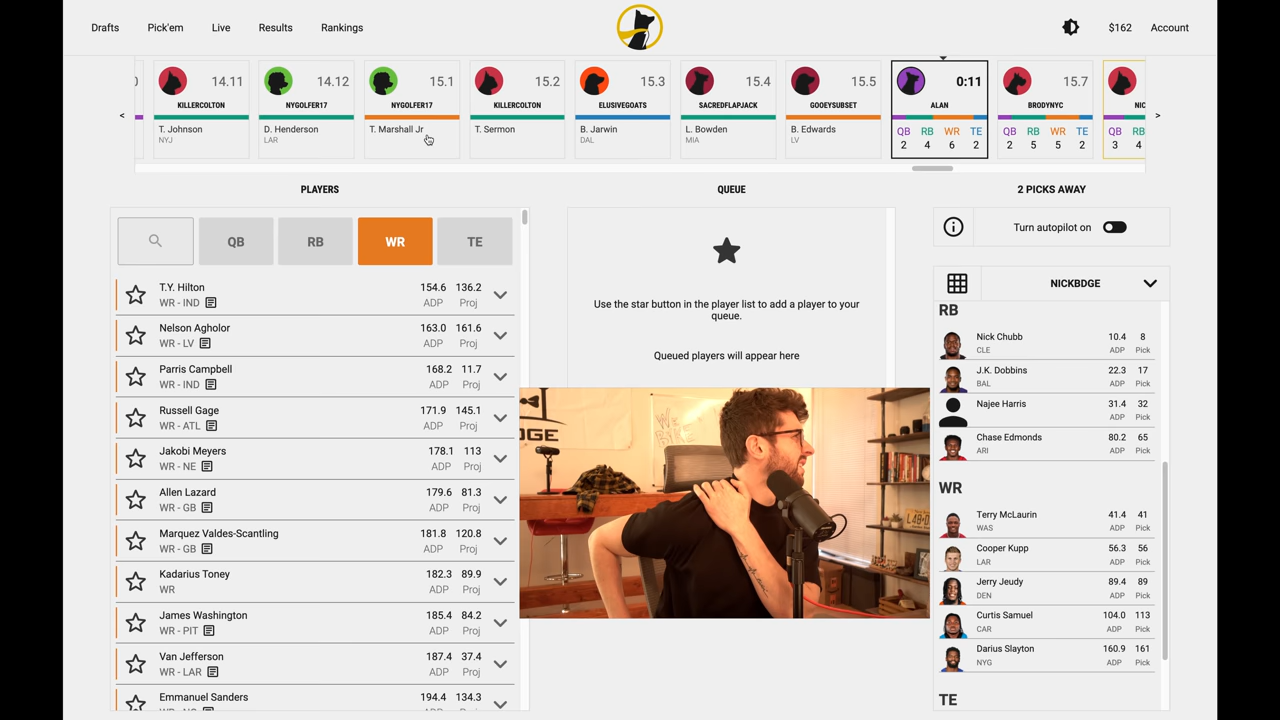 Drafts Pick'em Live Results Rankings $162 Account
14.11 14.12 15.1 15.2 15.3 15.4 15.5 0:11 15.7
KILLERCOLTON NYGOLFER17 NYGOLFER17 KILLERCOLTON ELUSIVEGOATS SACREDFLAPJACK GOOEYSUBSET ALAN BRODYNYC NIC
< T. Johnson D. Henderson T. Marshall Jr T. Sermon B. Jarwin L. Bowden B. Edwards QB RB WR TE QB RB WR TE QB RB >
NYJ LAR DAL MIA LV 2 4 6 2 2 5 5 2 3 4
PLAYERS QUEUE 2 PICKS AWAY
QB RB WR TE
Turn autopilot on
T.Y. Hilton 154.6 136.2
WR - IND ADP Proj
Nelson Agholor 163.0 161.6
WR - LV ADP Proj
Parris Campbell 168.2 11.7
WR - IND ADP Proj
Russell Gage 171.9 145.1
WR - ATL ADP Proj
Jakobi Meyers 178.1 113
WR - NE ADP Proj
Allen Lazard 179.6 81.3
WR - GB ADP Proj
Marquez Valdes-Scantling 181.8 120.8
WR - GB ADP Proj
Kadarius Toney 182.3 89.9
WR ADP Proj
James Washington 185.4 84.2
WR - PIT ADP Proj
Van Jefferson 187.4 37.4
WR - LAR ADP Proj
Emmanuel Sanders 194.4 134.3
Use the star button in the player list to add a player to your
queue.
Queued players will appear here
NICKBDGE
RB
Nick Chubb 10.4 8
CLE ADP Pick
J.K. Dobbins 22.3 17
BAL ADP Pick
Najee Harris 31.4 32
ADP Pick
Chase Edmonds 80.2 65
ARI ADP Pick
WR
Terry McLaurin 41.4 41
WAS ADP Pick
Cooper Kupp 56.3 56
LAR ADP Pick
Jerry Jeudy 89.4 89
DEN ADP Pick
Curtis Samuel 104.0 113
CAR ADP Pick
Darius Slayton 160.9 161
NYG ADP Pick
TE